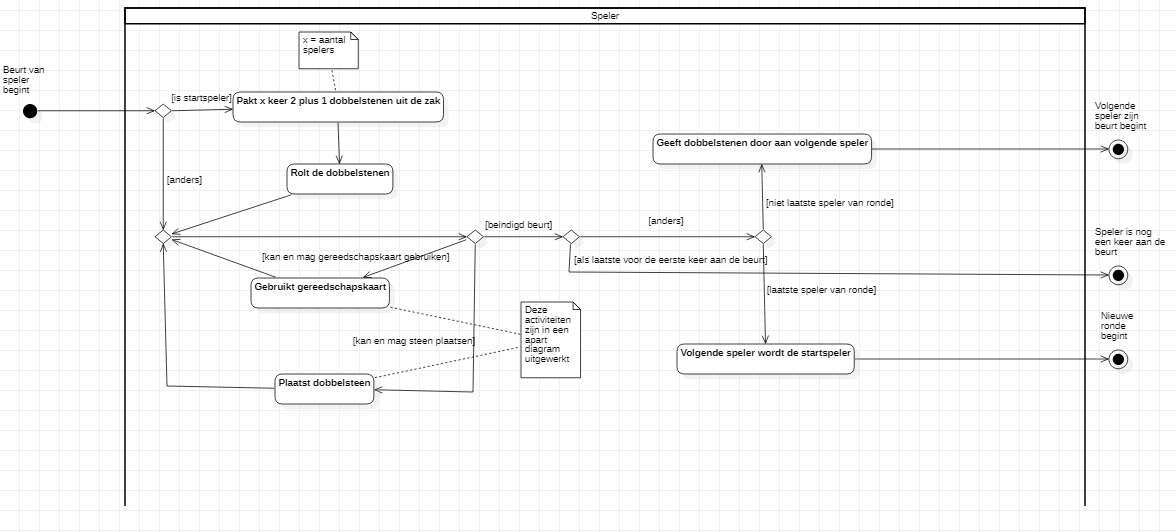 Speler
x = aantal
spelers
Beurt van
speler
begint
[is startspeler]
Pakt x keer 2 plus 1 dobbelstenen uit de zak
Volgende
speler zijn
beurt begint
Geeft dobbelstenen door aan volgende speler
Rolt de dobbelstenen
[anders]
[niet laatste speler van ronde]
[beindigd beurt]
[anders]
Speler is nog
een keer aan de
beurt
[kan en mag gereedschapskaart gebruiken]
[als laatste voor de eerste keer aan de beurt]
Gebruikt gereedschapskaart
[laatste speler van ronde]
Deze
activiteiten
zijn in een
apart
diagram
uitgewerkt
Nieuwe
ronde
begint
[kan en mag steen plaatsen]
Volgende speler wordt de startspeler
Plaatst dobbelsteen